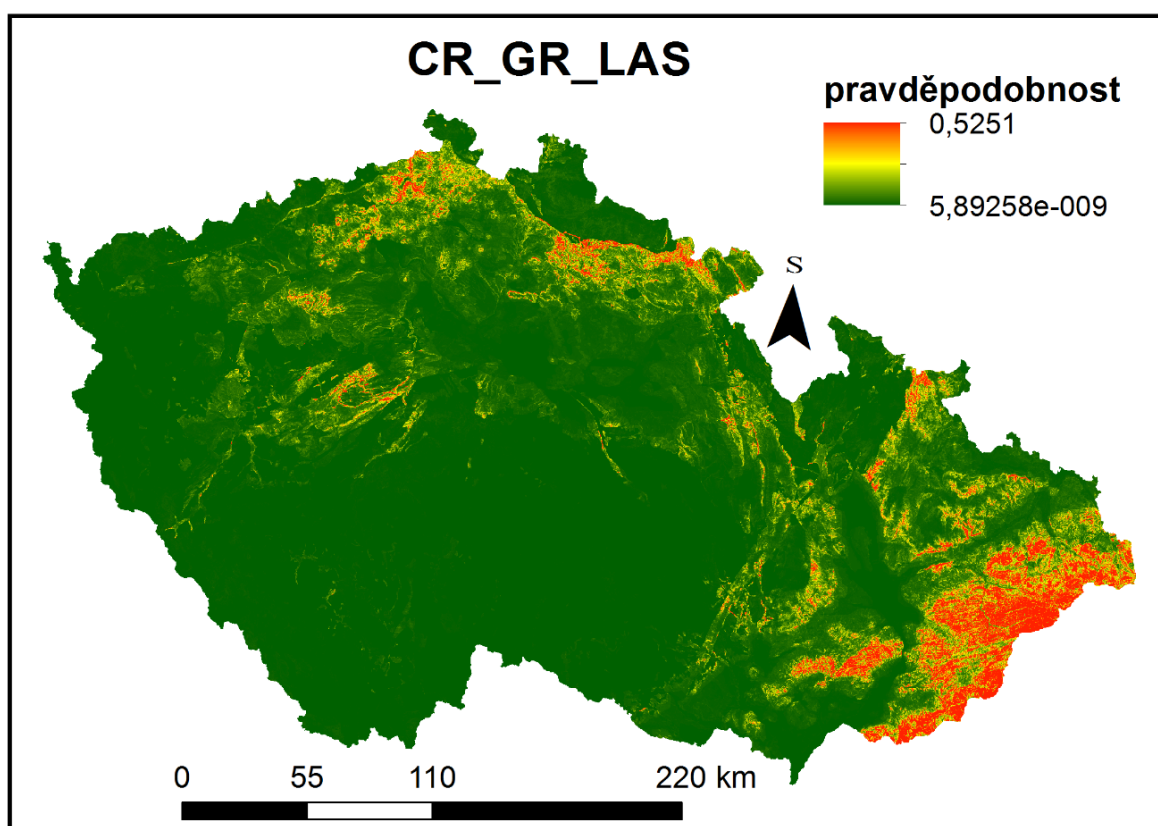 CR_GR_LAS
pravděpodobnost
0,5251
5,89258e-009
S
0 55 110 220 km